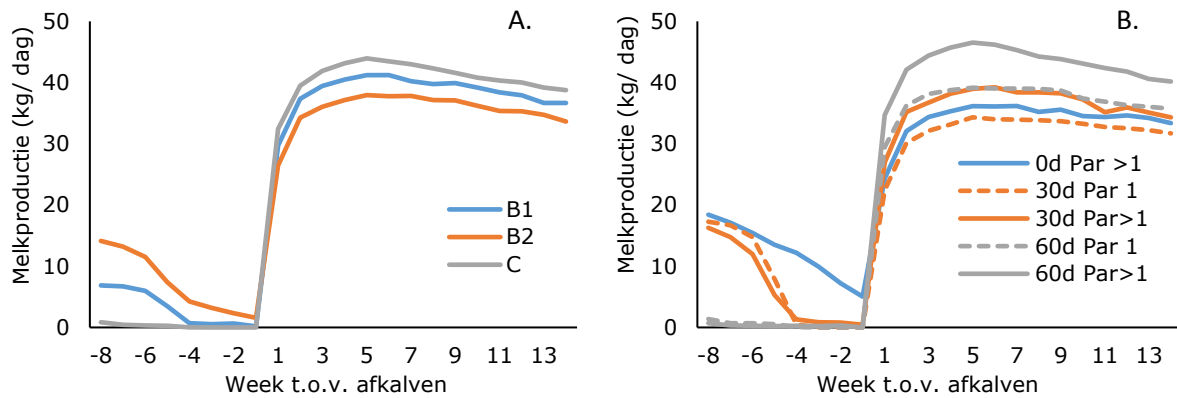 A.
Melkproductie (kg/ dag)
50
40
30
20
10
0
B1
B2
C
-8 -6 -4 -2 1 3 5 7 9 11 13
Week t.o.v. afkalven
B.
Melkproductie (kg/ dag)
50
40
30
20
10
0
0d Par >1
30d Par 1
30d Par>1
60d Par 1
60d Par>1
-8 -6 -4 -2 1 3 5 7 9 11 13
Week t.o.v. afkalven